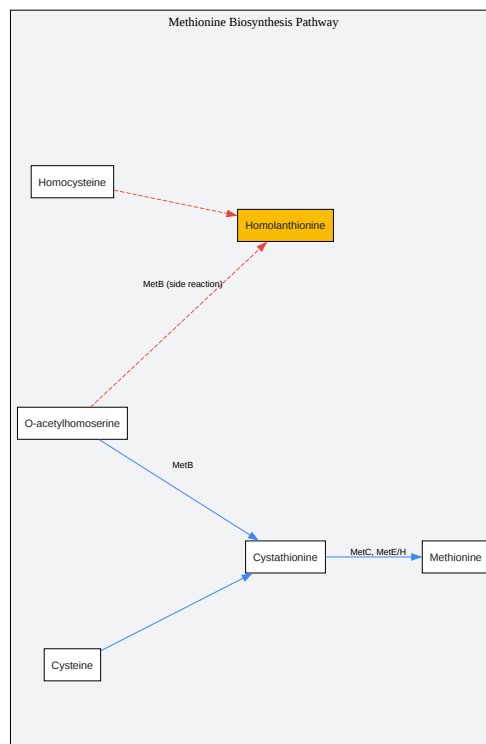 Methionine Biosynthesis Pathway
Homocysteine
Homolanthionine
MetB (side reaction)
O-acetylhomoserine
MetB
Cystathionine
MetC, MetE/H
Methionine
Cysteine